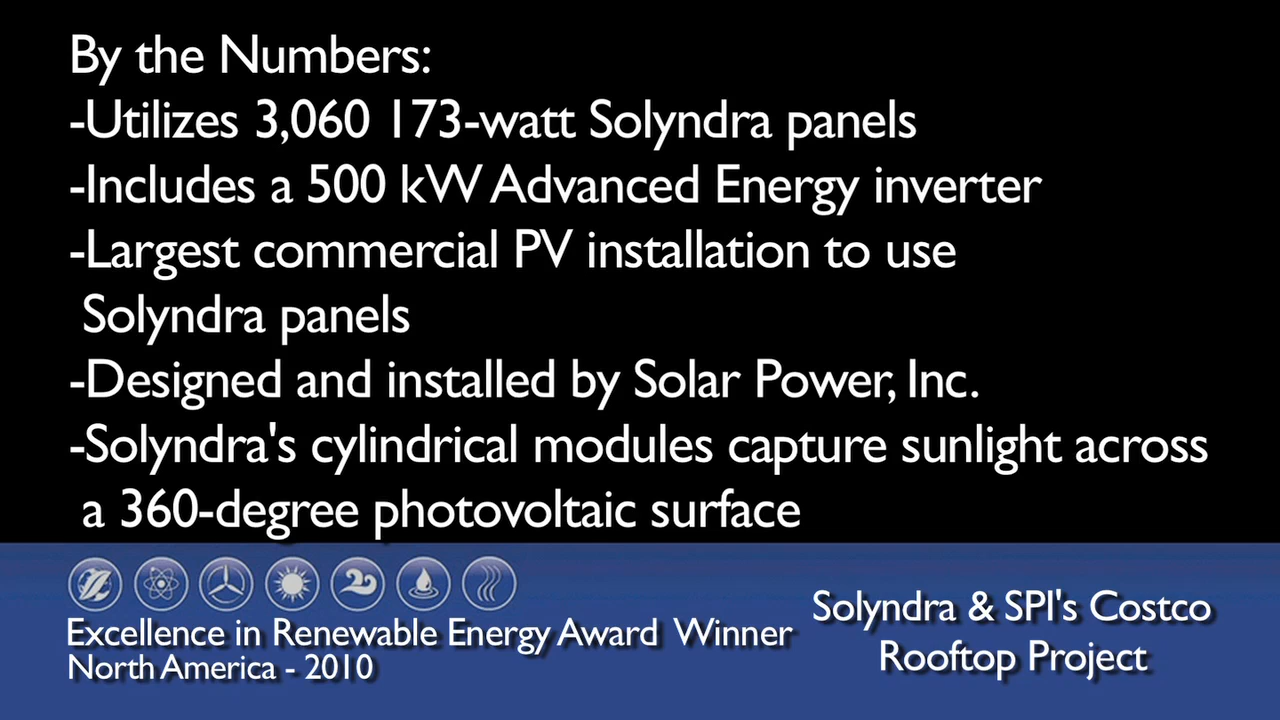 By the Numbers:
-Utilizes 3,060 173-watt Solyndra panels
-Includes a 500 kW Advanced Energy inverter
-Largest commercial PV installation to use
Solyndra panels
-Designed and installed by Solar Power, Inc.
-Solyndra's cylindrical modules capture sunlight across
a 360-degree photovoltaic surface
Excellence in Renewable Energy Award Winner
North America - 2010
Solyndra & SPI's Costco
Rooftop Project